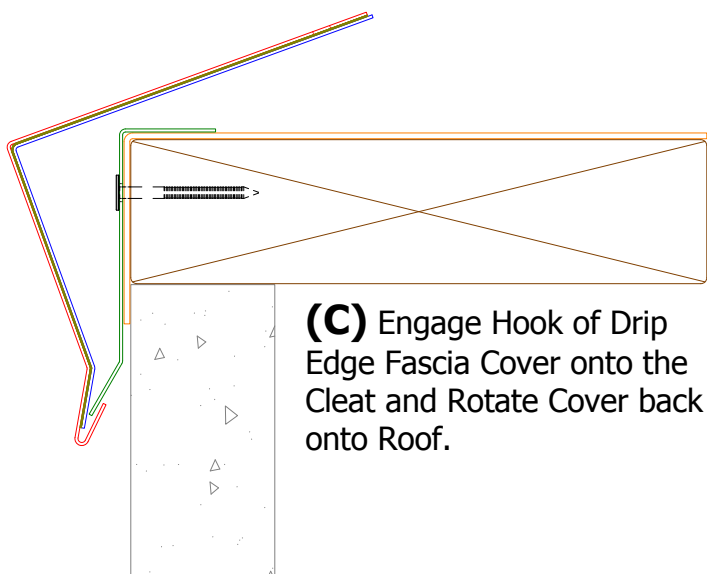 (C) Engage Hook of Drip
Edge Fascia Cover onto the
Cleat and Rotate Cover back
onto Roof.